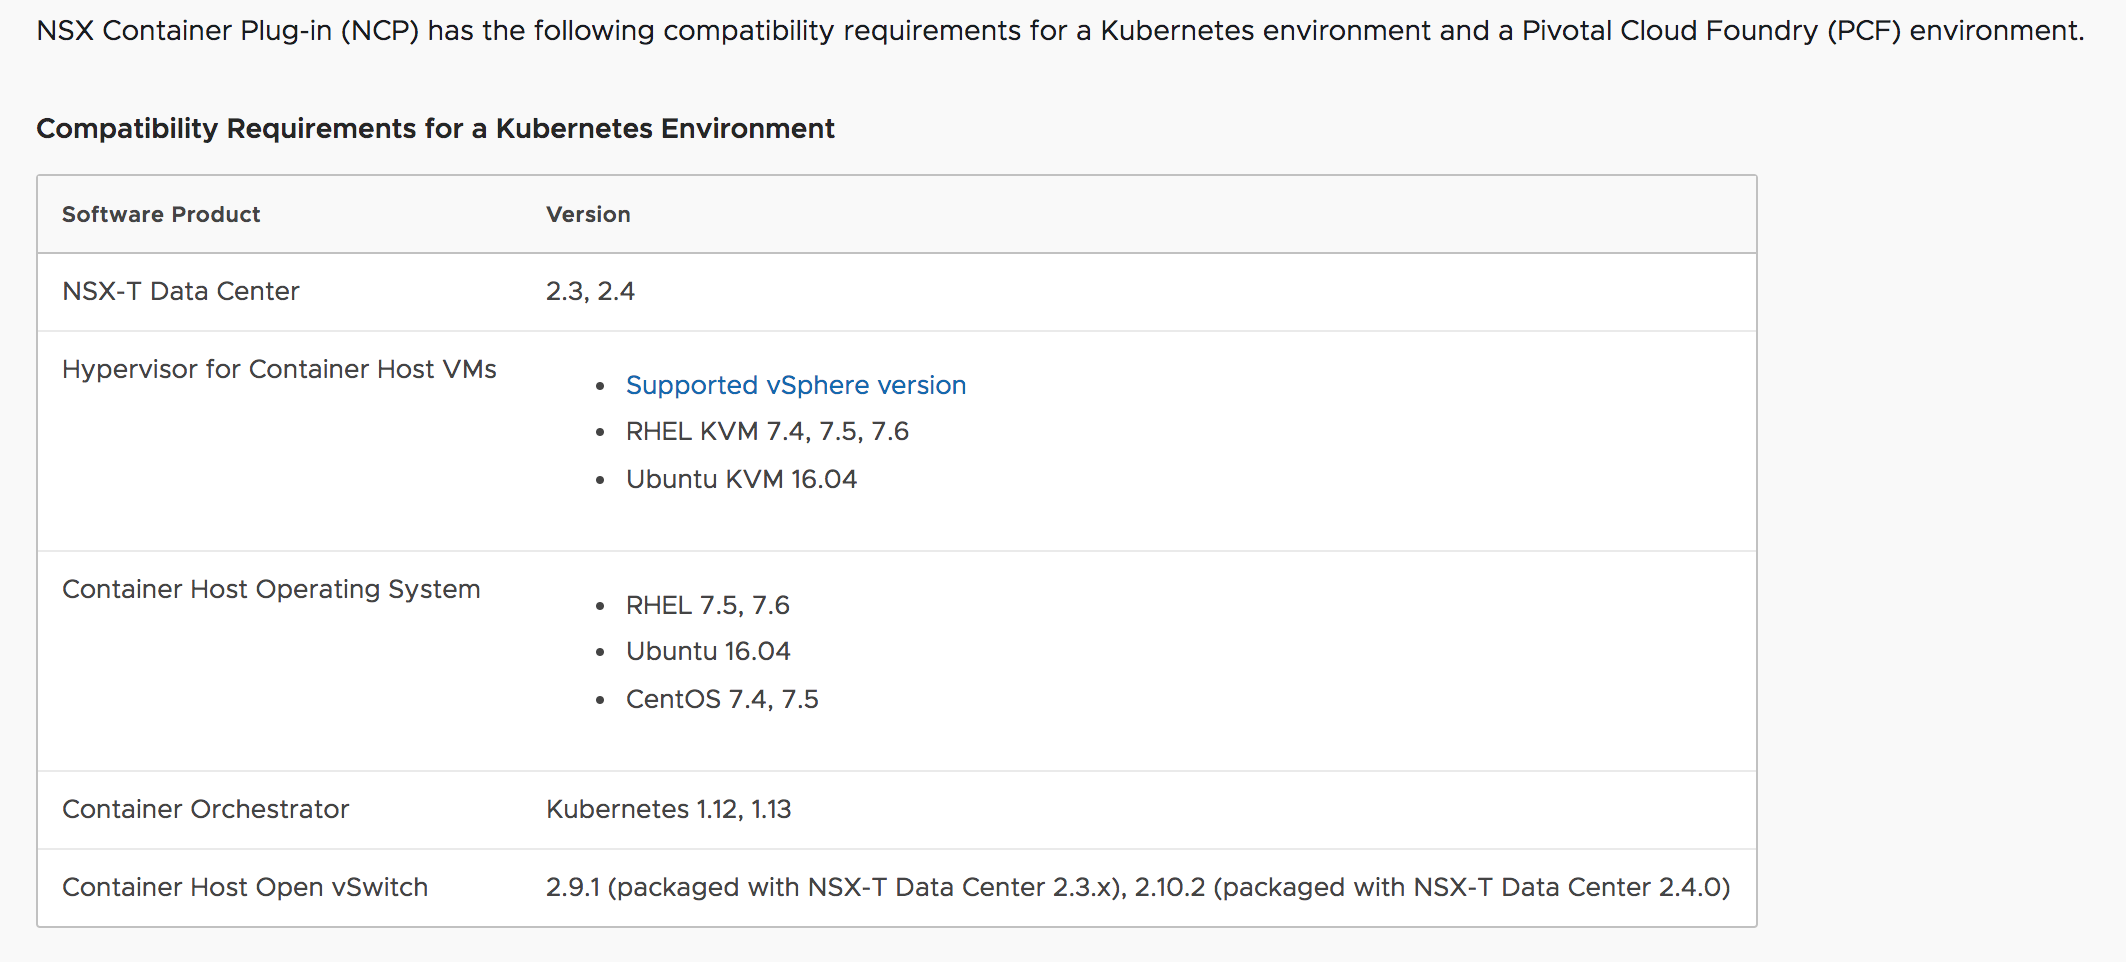 NSX Container Plug-in (NCP) has the following compatibility requirements for a Kubernetes environment and a Pivotal Cloud Foundry (PCF) environment.
Compatibility Requirements for a Kubernetes Environment
Software Product Version
NSX-T Data Center 2.3, 2.4
Hypervisor for Container Host VMs
• Supported vSphere version
• RHEL KVM 7.4, 7.5, 7.6
• Ubuntu KVM 16.04
Container Host Operating System
• RHEL 7.5, 7.6
• Ubuntu 16.04
• CentOS 7.4, 7.5
Container Orchestrator Kubernetes 1.12, 1.13
Container Host Open vSwitch 2.9.1 (packaged with NSX-T Data Center 2.3.x), 2.10.2 (packaged with NSX-T Data Center 2.4.0)